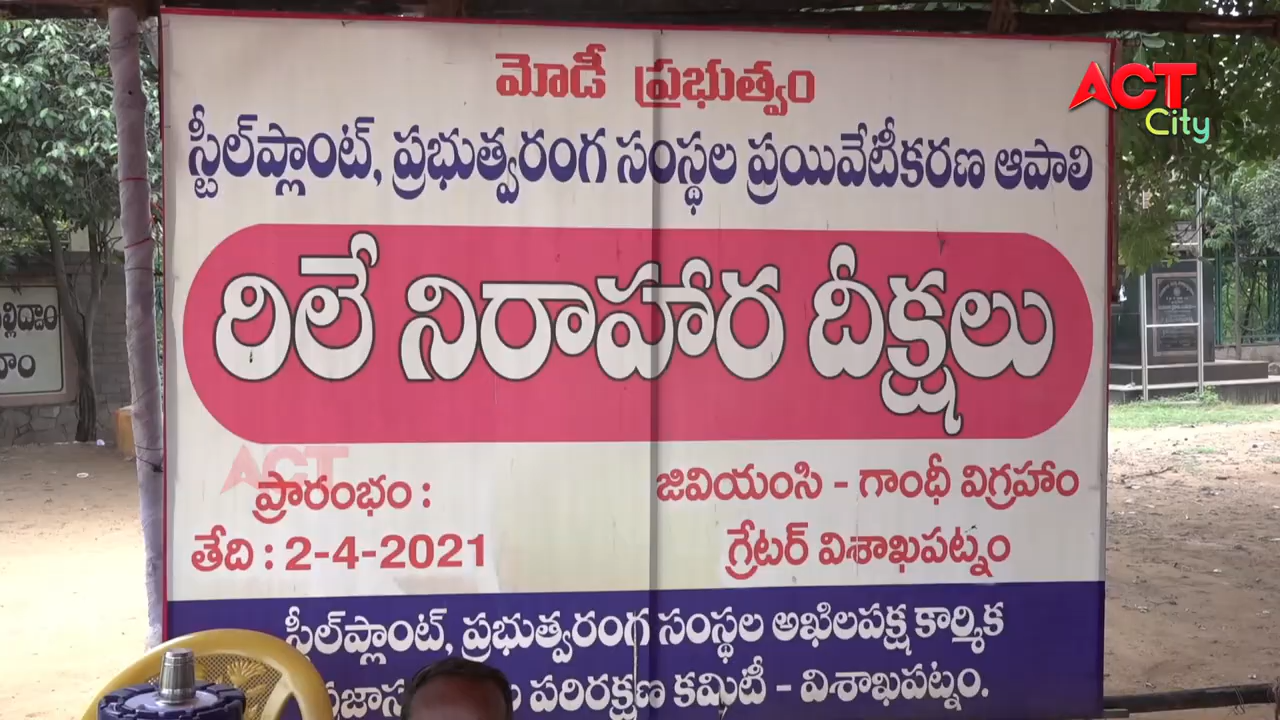 మోడీ ప్రభుత్వం
స్టీల్‌ప్లాంట్, ప్రభుత్వరంగ సంస్థల ప్రయివేటీకరణ ఆపాలి
రిలే నిరాహార దీక్షలు
ప్రారంభం :
తేది : 2-4-2021
జివియంసి - గాంధీ విగ్రహాం
గ్రేటర్ విశాఖపట్నం
స్టీల్‌ప్లాంట్, ప్రభుత్వరంగ సంస్థల అఖిలపక్ష కార్మిక
పరిరక్షణ కమిటీ - విశాఖపట్నం.
ACT
City
ACT